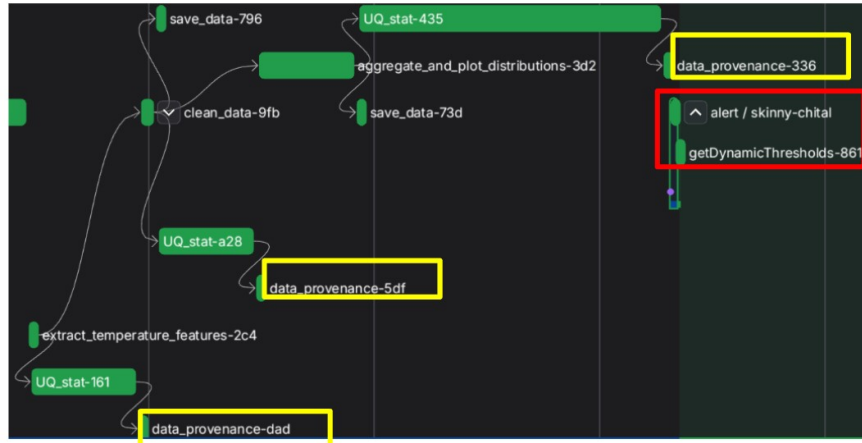 save_data-796
UQ_stat-435
data_provenance-336
aggregate_and_plot_distributions-3d2
clean_data-9fb
save_data-73d
alert / skinny-chital
getDynamicThresholds-861
UQ_stat-a28
data_provenance-5df
extract_temperature_features-2c4
UQ_stat-161
data_provenance-dad